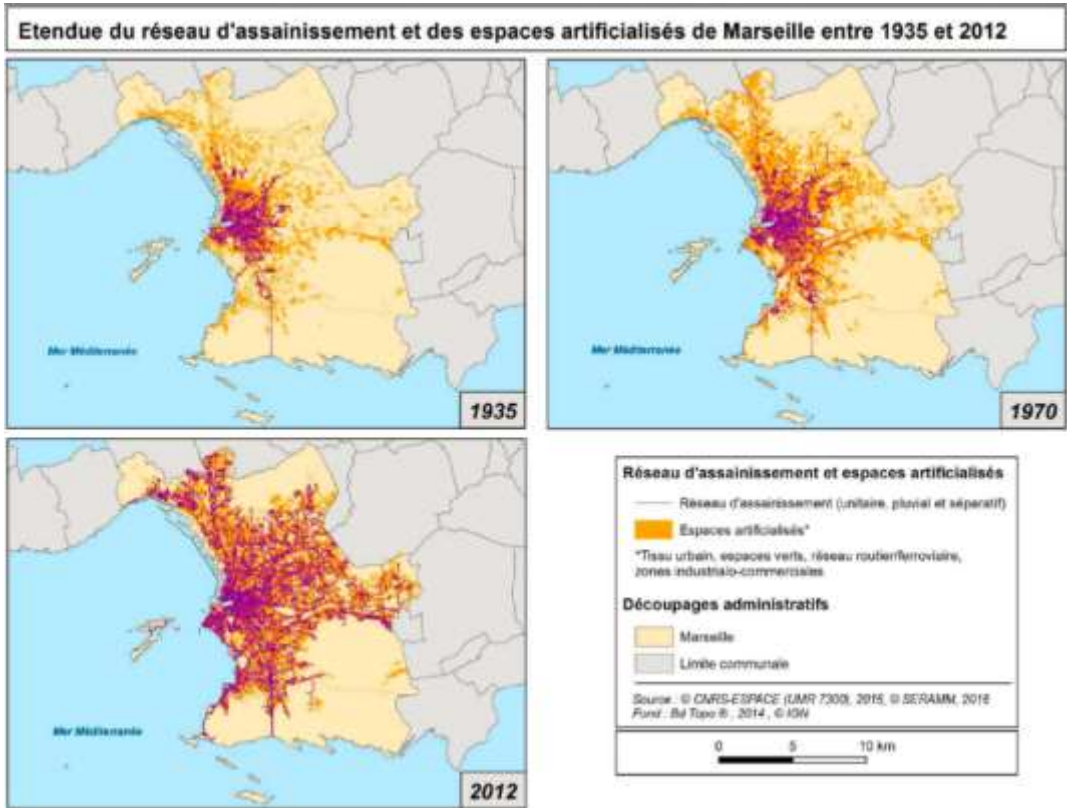 Etendue du réseau d'assainissement et des espaces artificialisés de Marseille entre 1935 et 2012
Mer Méditerranée
1935
Mer Méditerranée
1970
Mer Méditerranée
2012
Réseau d'assainissement et espaces artificialisés
Réseau d'assainissement (unitaire, pluvial et séparatif)
Espaces artificialisés*
*Tissu urbain, espaces verts, réseau routier/ferroviaire,
zones industrialo-commerciales
Découpages administratifs
Marseille
Limite communale
Source : © CNRS-ESPACE (UMR 7300), 2015, © SERAMM, 2016
Fond : Bd Topo ® , 2014 , © IGN
0 5 10 km